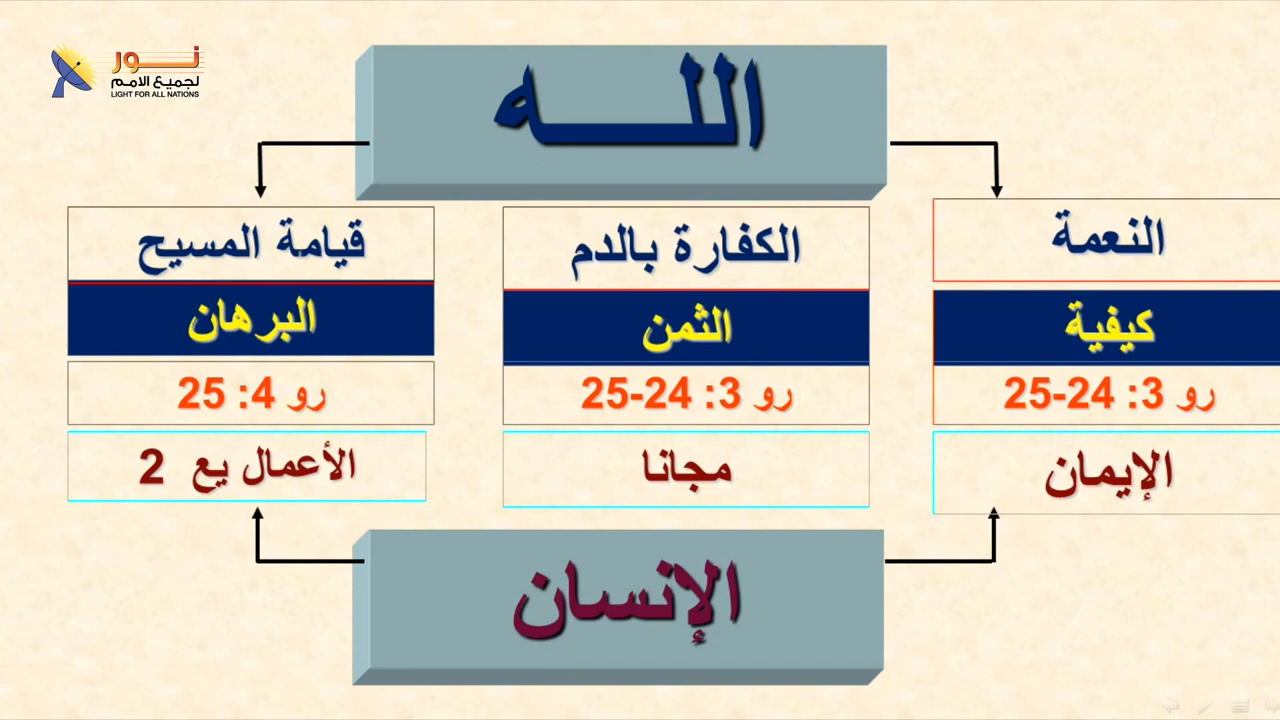 نور
لجميع الامم
LIGHT FOR ALL NATIONS
الله
النعمة
كيفية
رو 3: 24-25
الإيمان
الكفارة بالدم
الثمن
رو 3: 24-25
مجانا
قيامة المسيح
البرهان
رو 4: 25
الأعمال يع 2
الإنسان